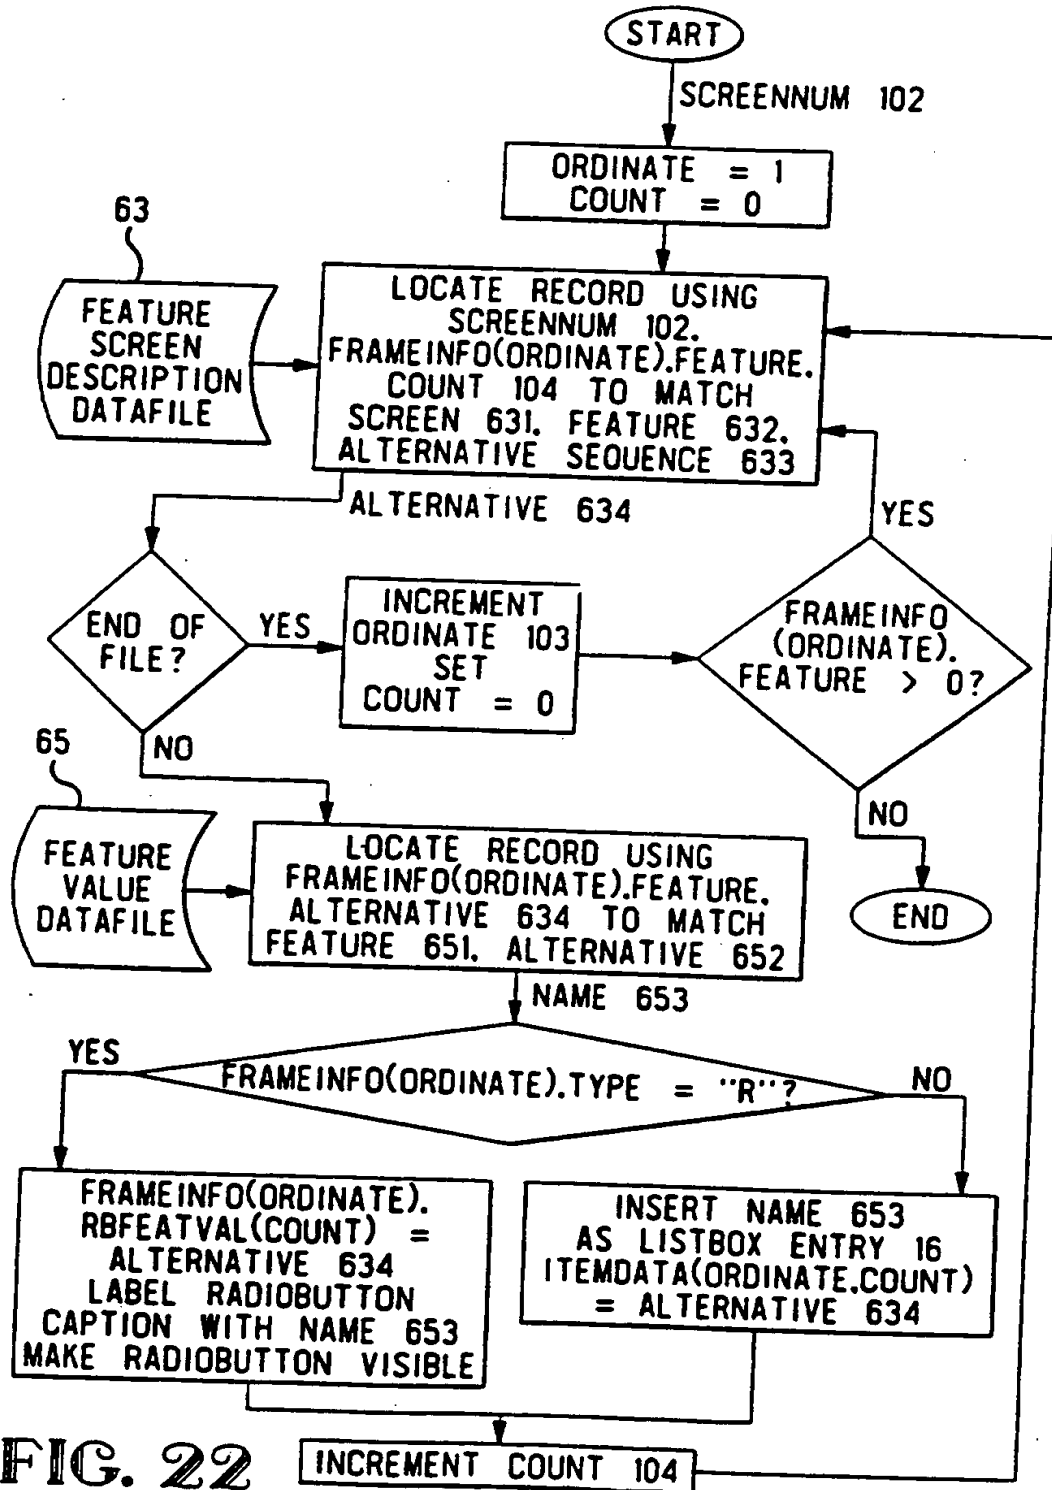 START
SCREENNUM 102
ORDINATE = 1
COUNT = 0
63
FEATURE
SCREEN
DESCRIPTION
DATAFILE
LOCATE RECORD USING
SCREENNUM 102.
FRAMEINFO(ORDINATE).FEATURE.
COUNT 104 TO MATCH
SCREEN 631. FEATURE 632.
ALTERNATIVE SEQUENCE 633
ALTERNATIVE 634
YES
END OF
FILE?
YES
INCREMENT
ORDINATE 103
SET
COUNT = 0
FRAMEINFO
(ORDINATE).
FEATURE > 0?
NO
65
NO
FEATURE
VALUE
DATAFILE
LOCATE RECORD USING
FRAMEINFO(ORDINATE).FEATURE.
ALTERNATIVE 634 TO MATCH
FEATURE 651. ALTERNATIVE 652
END
NAME 653
YES
FRAMEINFO(ORDINATE).TYPE = "R"?
NO
FRAMEINFO(ORDINATE).
RBFEATVAL(COUNT) =
ALTERNATIVE 634
LABEL RADIOBUTTON
CAPTION WITH NAME 653
MAKE RADIOBUTTON VISIBLE
INSERT NAME 653
AS LISTBOX ENTRY 16
ITEMDATA(ORDINATE.COUNT)
= ALTERNATIVE 634
INCREMENT COUNT 104
FIG. 22